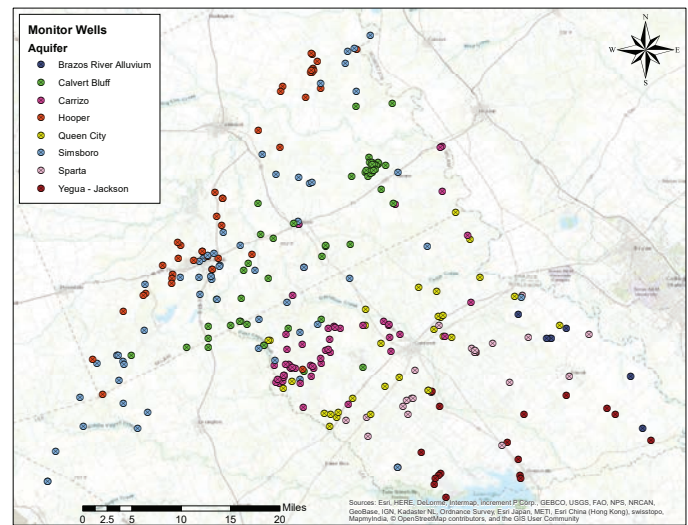 Monitor Wells
Aquifer
Brazos River Alluvium
Calvert Bluff
Carrizo
Hooper
Queen City
Simsboro
Sparta
Yegua - Jackson
N
W
E
S
0 2.5 5 10 15 20
Miles
Sources: Esri, HERE, DeLorme, Intermap, increment P Corp., GEBCO, USGS, FAO, NPS, NRCAN,
GeoBase, IGN, Kadaster NL, Ordnance Survey, Esri Japan, METI, Esri China (Hong Kong), swisstopo,
MapmyIndia, © OpenStreetMap contributors, and the GIS User Community